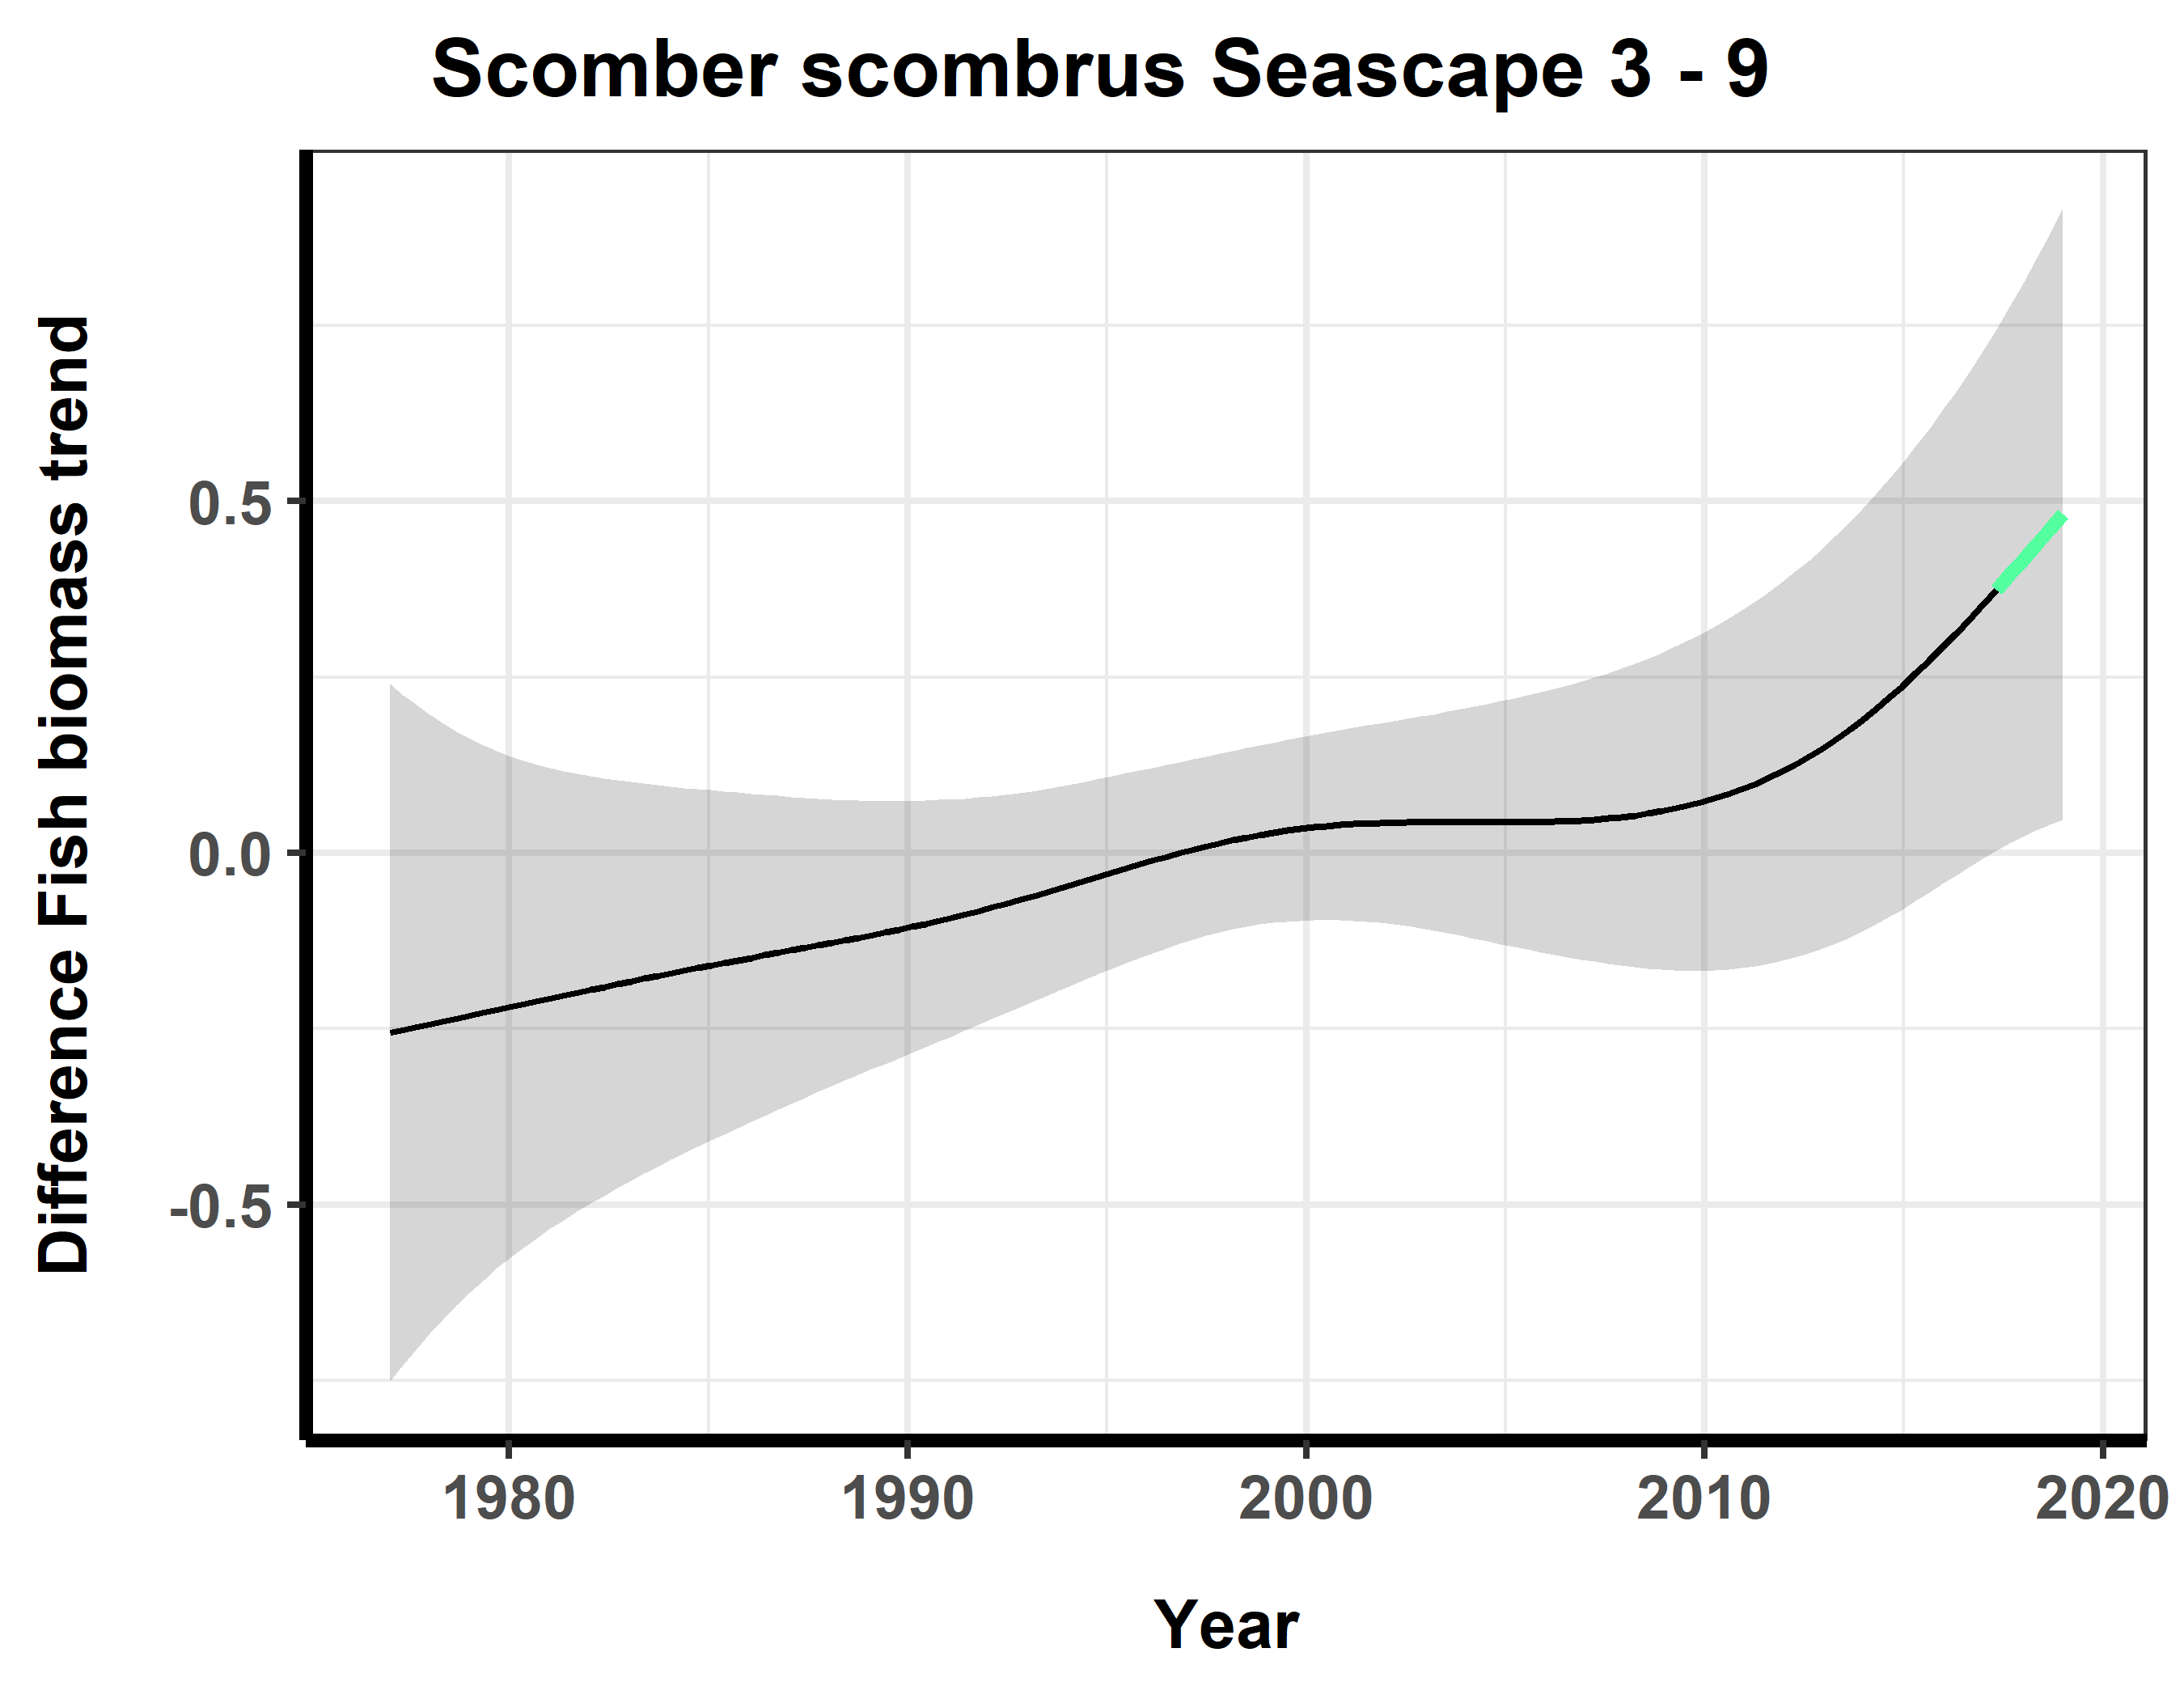 Scomber scombrus Seascape 3 - 9
Difference Fish biomass trend
0.5
0.0
-0.5
1980 1990 2000 2010 2020
Year